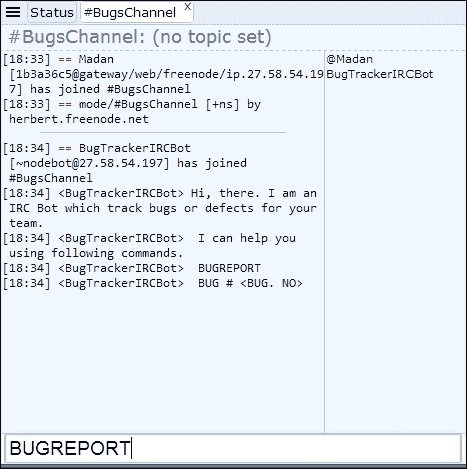 Status #BugsChannel X
#BugsChannel: (no topic set)
[18:33] == Madan
[1b3a36c5@gateway/web/freenode/ip.27.58.54.19
7] has joined #BugsChannel
[18:33] == mode/#BugsChannel [+ns] by
herbert.freenode.net
[18:34] == BugTrackerIRCBot
[~nodebot@27.58.54.197] has joined
#BugsChannel
[18:34] <BugTrackerIRCBot> Hi, there. I am an
IRC Bot which track bugs or defects for your
team.
[18:34] <BugTrackerIRCBot>  I can help you
using following commands.
[18:34] <BugTrackerIRCBot>  BUGREPORT
[18:34] <BugTrackerIRCBot>  BUG # <BUG. NO>
@Madan
BugTrackerIRCBot
BUGREPORT